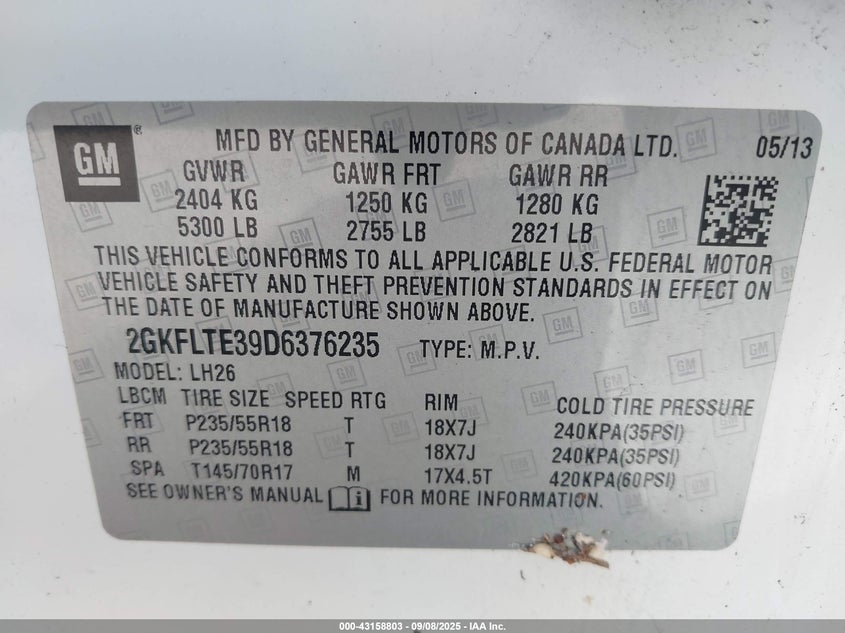 GM ® MFD BY GENERAL MOTORS OF CANADA LTD. 05/13
GVWR GAWR FRT GAWR RR
2404 KG 1250 KG 1280 KG
5300 LB 2755 LB 2821 LB
THIS VEHICLE CONFORMS TO ALL APPLICABLE U.S. FEDERAL MOTOR
VEHICLE SAFETY AND THEFT PREVENTION STANDARDS IN EFFECT ON
THE DATE OF MANUFACTURE SHOWN ABOVE.
2GKFLTE39D6376235 TYPE: M.P.V.
MODEL: LH26
LBCM TIRE SIZE SPEED RTG RIM COLD TIRE PRESSURE
FRT P235/55R18 T 18X7J 240KPA(35PSI)
RR P235/55R18 T 18X7J 240KPA(35PSI)
SPA T145/70R17 M 17X4.5T 420KPA(60PSI)
SEE OWNER'S MANUAL i FOR MORE INFORMATION.
000-43158803 - 09/08/2025 - IAA Inc.